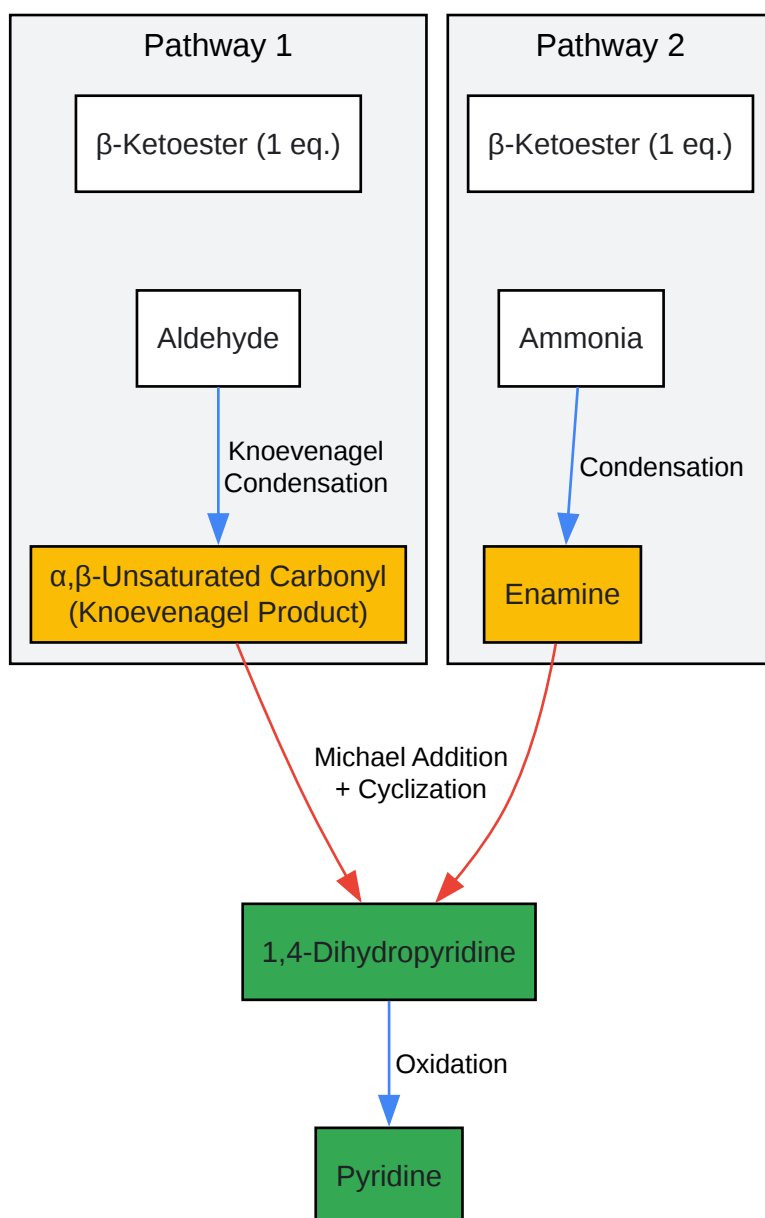 Pathway 1
Pathway 2
β-Ketoester (1 eq.)
β-Ketoester (1 eq.)
Aldehyde
Ammonia
Knoevenagel
Condensation
Condensation
α,β-Unsaturated Carbonyl
(Knoevenagel Product)
Enamine
Michael Addition
+ Cyclization
1,4-Dihydropyridine
Oxidation
Pyridine